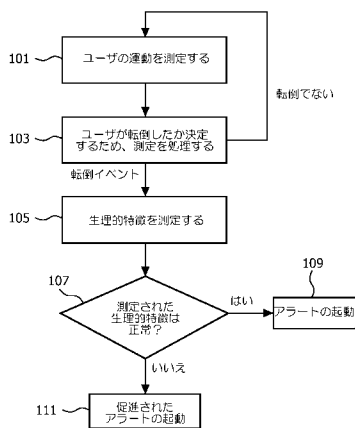 101
ユーザの運動を測定する
103
ユーザが転倒したか決定
するため、測定を処理する
転倒でない
転倒イベント
105
生理的特徴を測定する
107
測定された
生理的特徴は
正常？
はい
109
アラートの起動
いいえ
111
促進された
アラートの起動